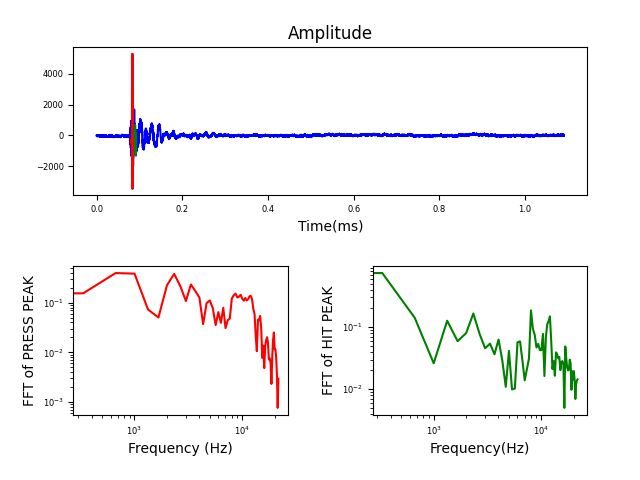 Amplitude
4000
2000
0
−2000
0.0 0.2 0.4 0.6 0.8 1.0
Time(ms)
FFT of PRESS PEAK
10⁻¹
10⁻²
10⁻³
10³ 10⁴
Frequency (Hz)
FFT of HIT PEAK
10⁻¹
10⁻²
10³ 10⁴
Frequency(Hz)